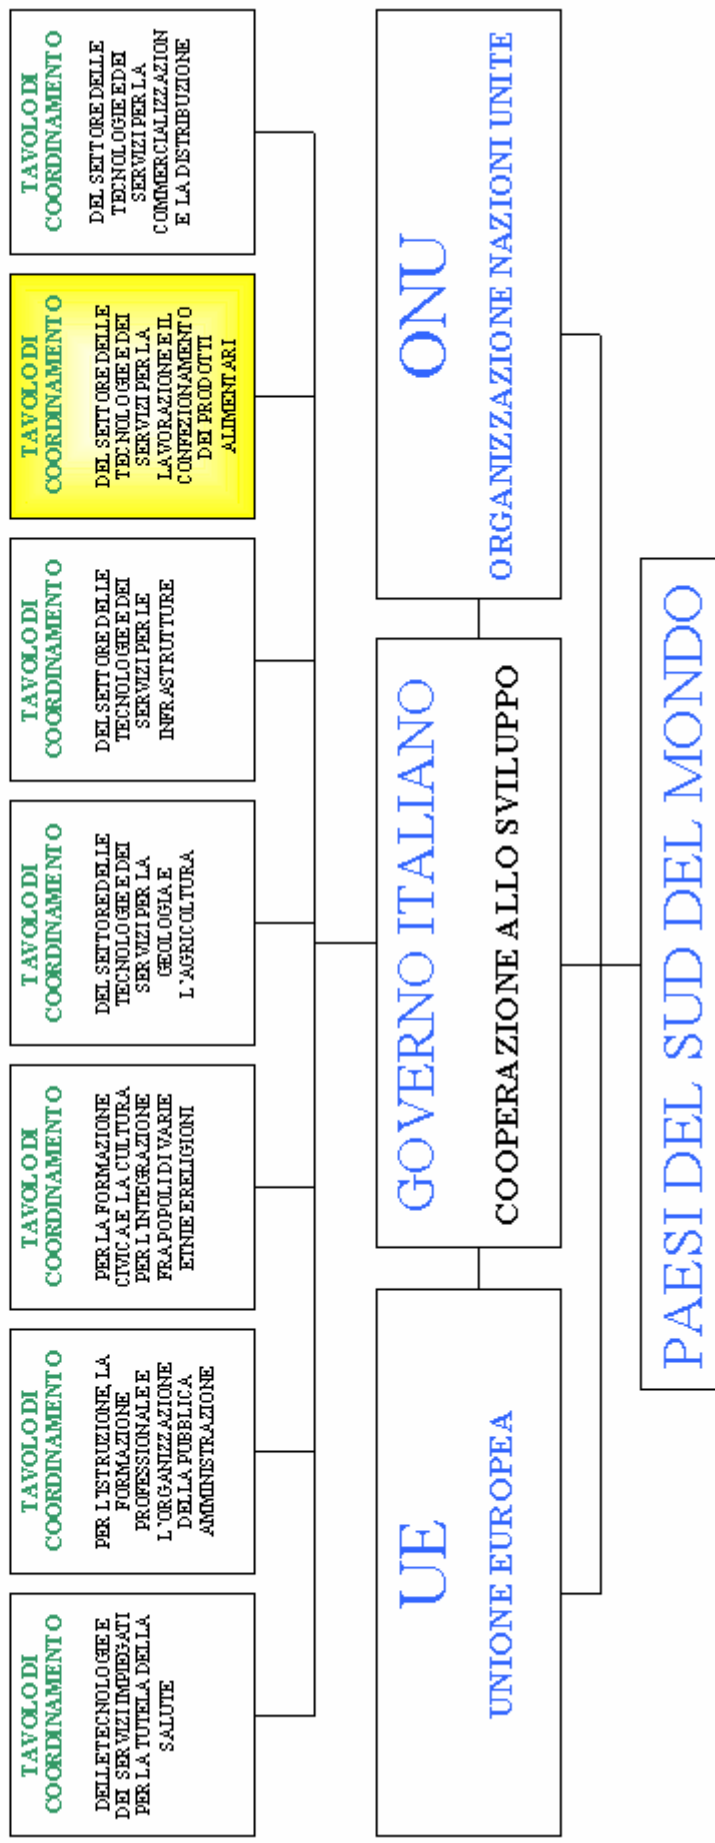 TAVOLO DI
COORDINAMENTO
DELLE TECNOLOGIE E
DEI SERVIZI IMPIEGATI
PER LA TUTELA DELLA
SALUTE
TAVOLO DI
COORDINAMENTO
PER L'ISTRUZIONE, LA
FORMAZIONE
PROFESSIONALE E
L'ORGANIZZAZIONE
DELLA PUBBLICA
AMMINISTRAZIONE
TAVOLO DI
COORDINAMENTO
PER LA FORMAZIONE
CIVICA E LA CULTURA
PER L'INTEGRAZIONE
FRA POPOLI DI VARIE
ETNIE E RELIGIONI
TAVOLO DI
COORDINAMENTO
DEL SETTORE DELLE
TECNOLOGIE E DEI
SERVIZI PER LA
GEOLOGIA E
L'AGRICOLTURA
TAVOLO DI
COORDINAMENTO
DEL SETTORE DELLE
TECNOLOGIE E DEI
SERVIZI PER LE
INFRASTRUTTURE
TAVOLO DI
COORDINAMENTO
DEL SETTORE DELLE
TECNOLOGIE E DEI
SERVIZI PER LA
LAVORAZIONE E IL
CONFEZIONAMENTO
DEI PRODOTTI
ALIMENTARI
TAVOLO DI
COORDINAMENTO
DEL SETTORE DELLE
TECNOLOGIE E DEI
SERVIZI PER LA
COMMERCIALIZZAZION
E LA DISTRIBUZIONE
UE
UNIONE EUROPEA
GOVERNO ITALIANO
COOPERAZIONE ALLO SVILUPPO
ONU
ORGANIZZAZIONE NAZIONI UNITE
PAESI DEL SUD DEL MONDO